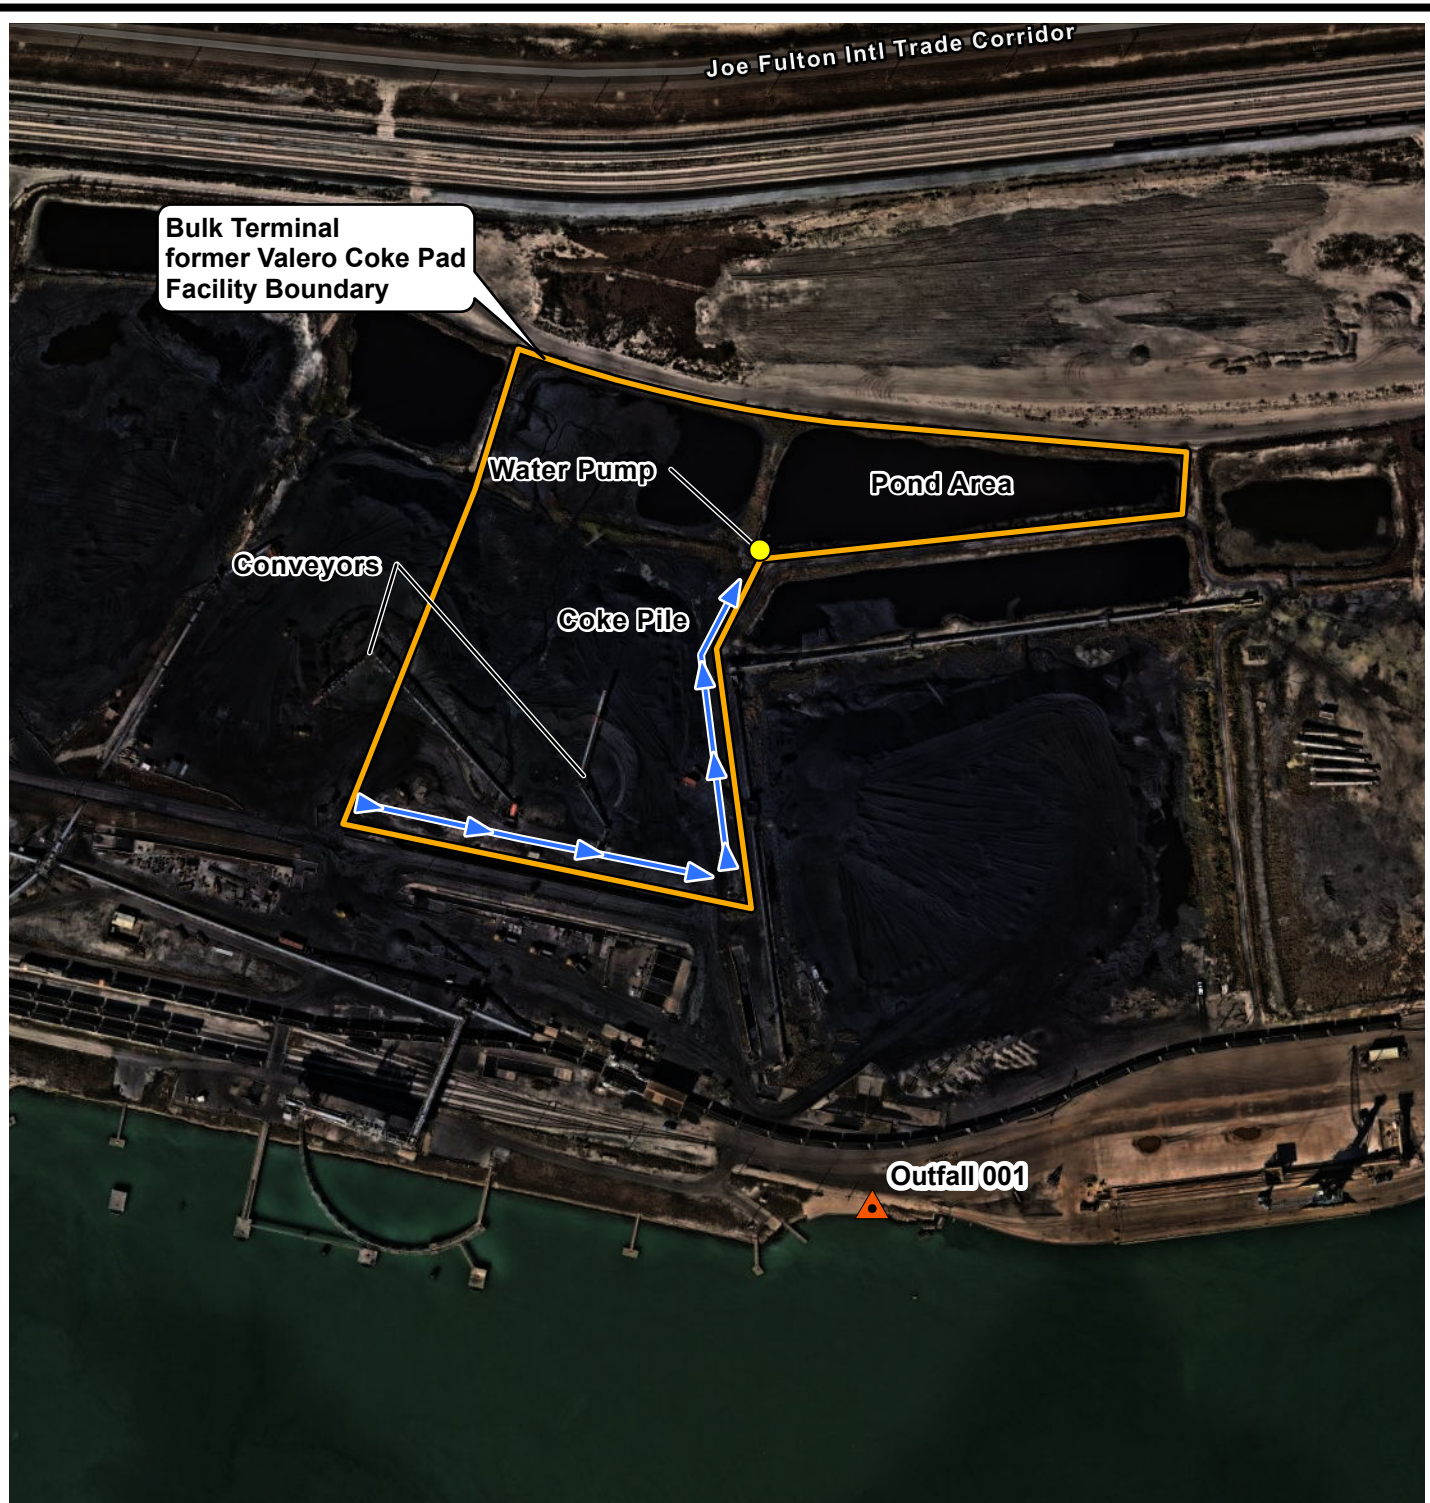 Joe Fulton Intl Trade Corridor
Bulk Terminal
former Valero Coke Pad
Facility Boundary
Water Pump
Pond Area
Conveyors
Coke Pile
Outfall 001